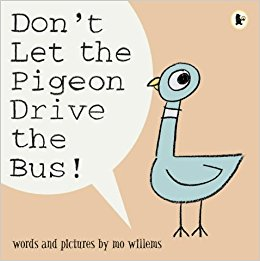 Don't
Let the
Pigeon
Drive
the
Bus!
words and pictures by mo willems